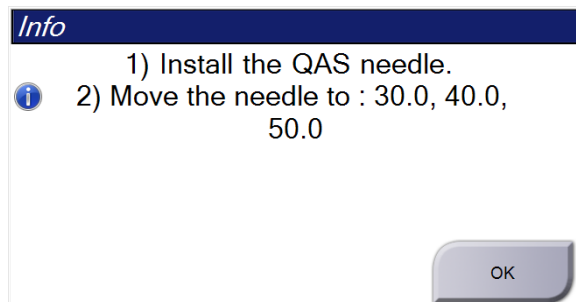 Info
1) Install the QAS needle.
2) Move the needle to : 30.0, 40.0,
50.0
OK